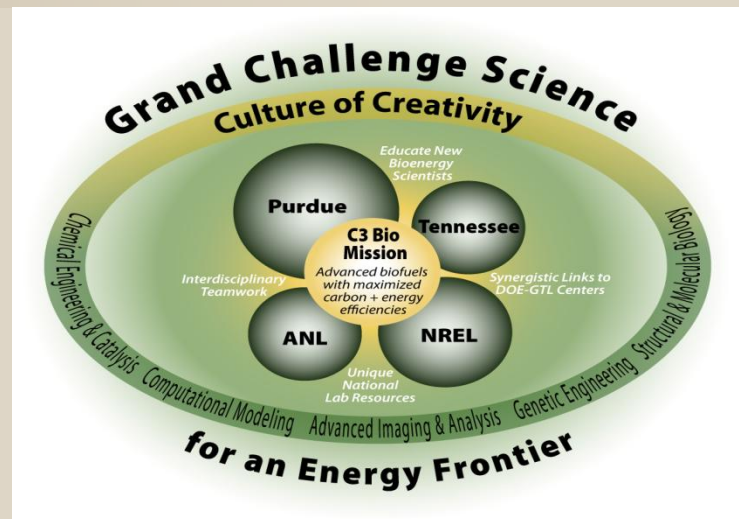 Grand Challenge Science
Culture of Creativity
Educate New
Bioenergy
Scientists
Purdue
Tennessee
C3 Bio
Mission
Advanced biofuels
with maximized
carbon + energy
efficiencies
Interdisciplinary
Teamwork
Synergistic Links to
DOE-GTL Centers
ANL
NREL
Unique
National
Lab Resources
Chemical Engineering & Catalysis
Computational Modeling
Advanced Imaging & Analysis
Genetic Engineering
Structural & Molecular Biology
for an Energy Frontier